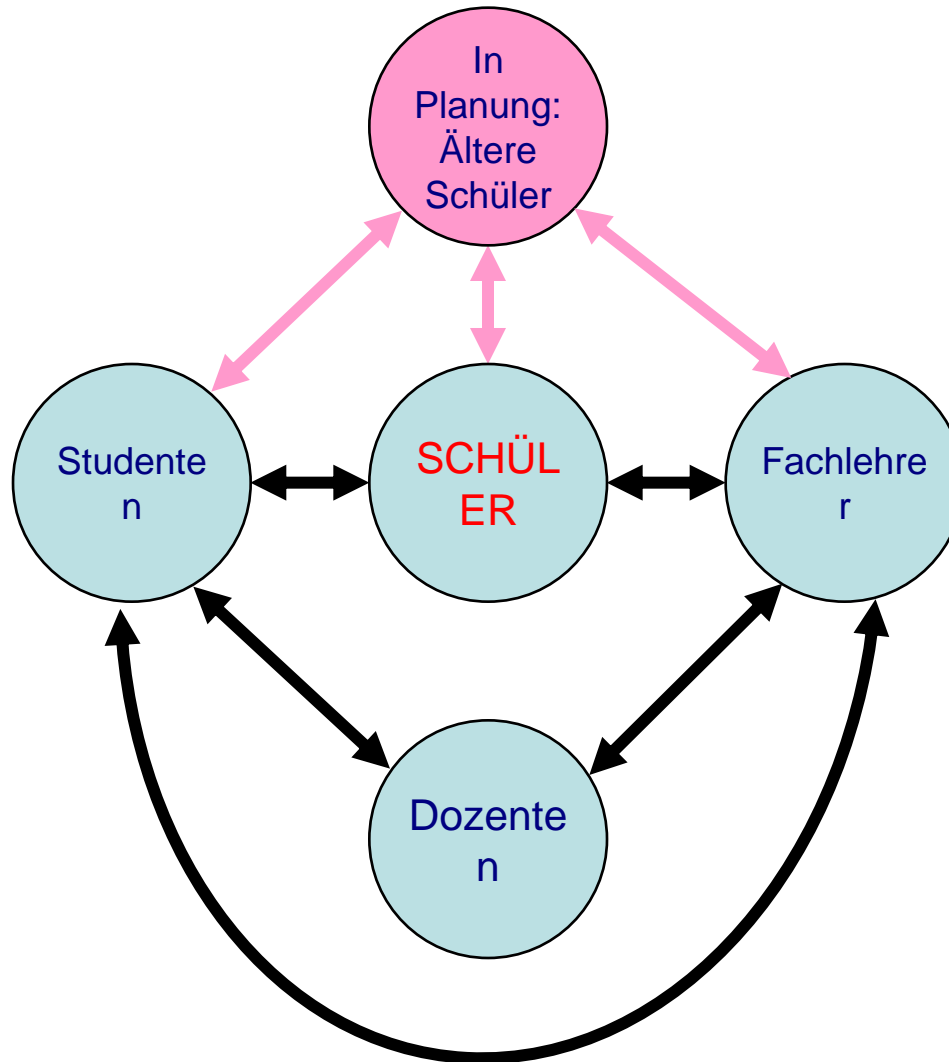 In
Planung:
Ältere
Schüler
Studente
n
SCHÜL
ER
Fachlehre
r
Dozente
n